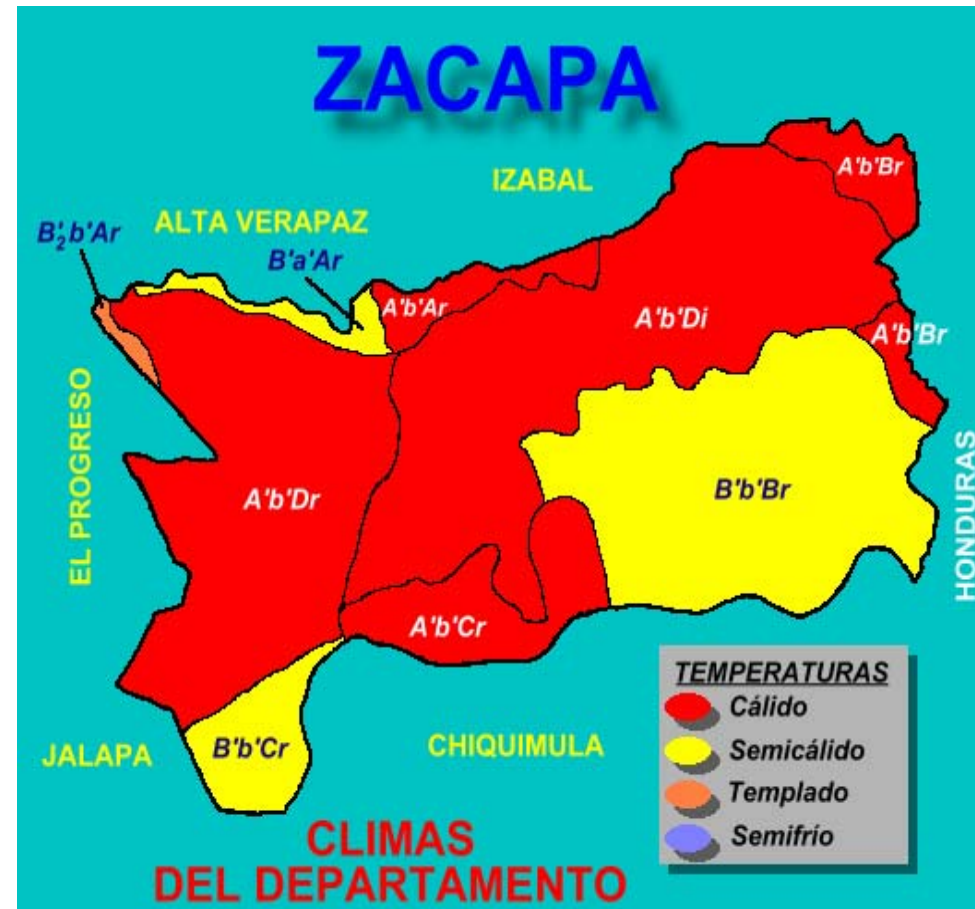 ZACAPA
IZABAL
A'b'Br
ALTA VERAPAZ
B'₂b'Ar
B'a'Ar
A'b'Ar
A'b'Di
A'b'Br
EL PROGRESO
HONDURAS
A'b'Dr
B'b'Br
A'b'Cr
TEMPERATURAS
Cálido
Semicálido
Templado
Semifrío
JALAPA
B'b'Cr
CHIQUIMULA
CLIMAS
DEL DEPARTAMENTO